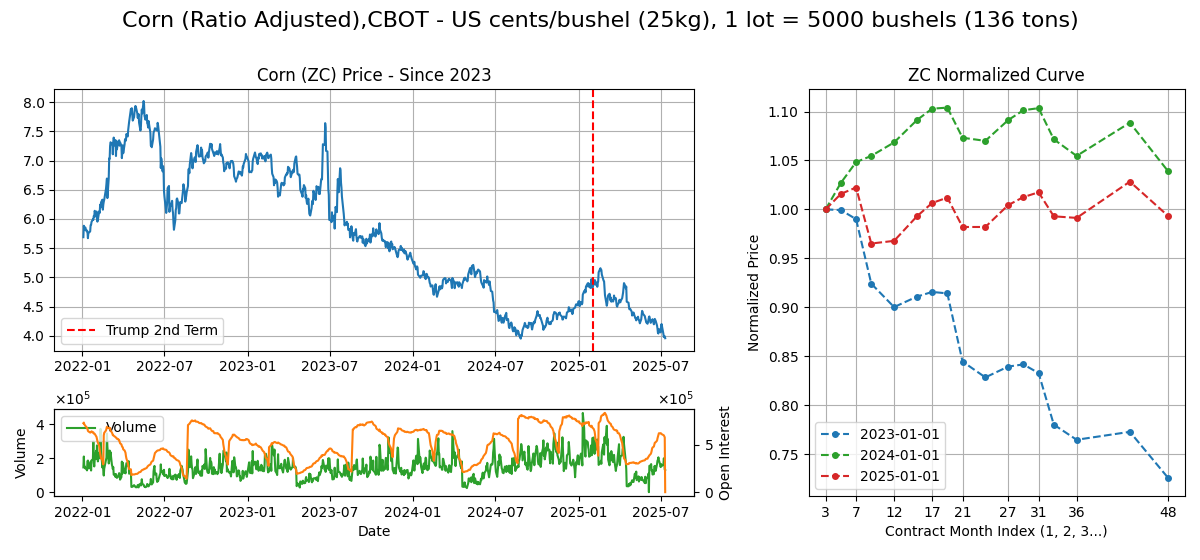 Corn (Ratio Adjusted),CBOT - US cents/bushel (25kg), 1 lot = 5000 bushels (136 tons)
Corn (ZC) Price - Since 2023
8.0
7.5
7.0
6.5
6.0
5.5
5.0
4.5
4.0
Trump 2nd Term
2022-01 2022-07 2023-01 2023-07 2024-01 2024-07 2025-01 2025-07
×10⁵ ×10⁵
Volume
4
2
0
Volume
5
0
Open Interest
2022-01 2022-07 2023-01 2023-07 2024-01 2024-07 2025-01 2025-07
Date
ZC Normalized Curve
1.10
1.05
1.00
0.95
0.90
0.85
0.80
0.75
Normalized Price
2023-01-01
2024-01-01
2025-01-01
3 7 12 17 21 27 31 36 48
Contract Month Index (1, 2, 3...)